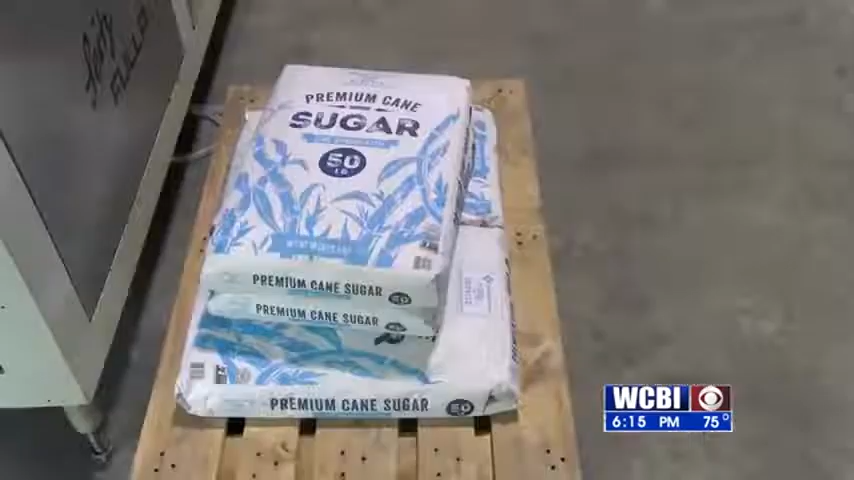 PREMIUM CANE
SUGAR
50
LB.
PREMIUM CANE SUGAR 50
PREMIUM CANE SUGAR
PREMIUM CANE SUGAR 50
WCBI
6:15 PM 75°